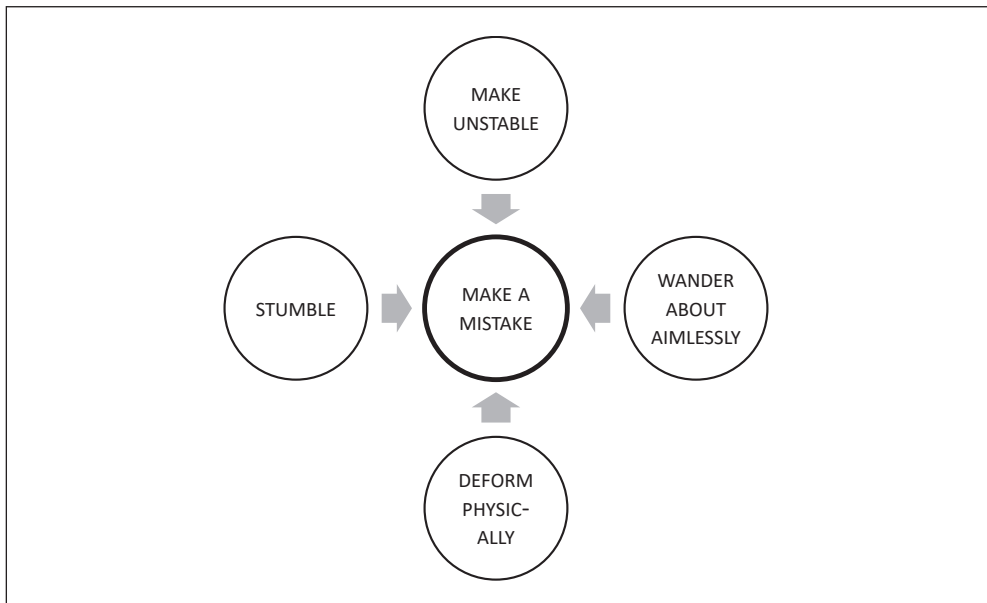 MAKE
UNSTABLE
STUMBLE
MAKE A
MISTAKE
WANDER
ABOUT
AIMLESSLY
DEFORM
PHYSIC-
ALLY